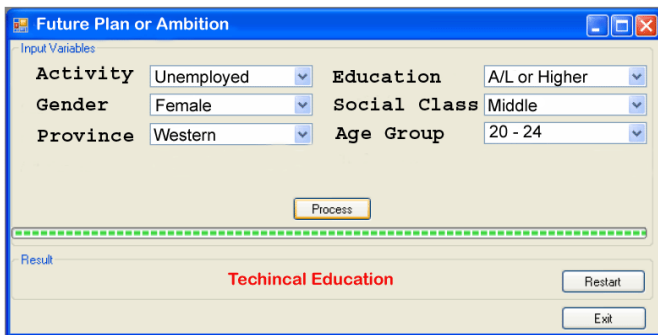 Future Plan or Ambition
Input Variables
Activity Unemployed Education A/L or Higher
Gender Female Social Class Middle
Province Western Age Group 20 - 24
Process
Result
Techincal Education
Restart
Exit